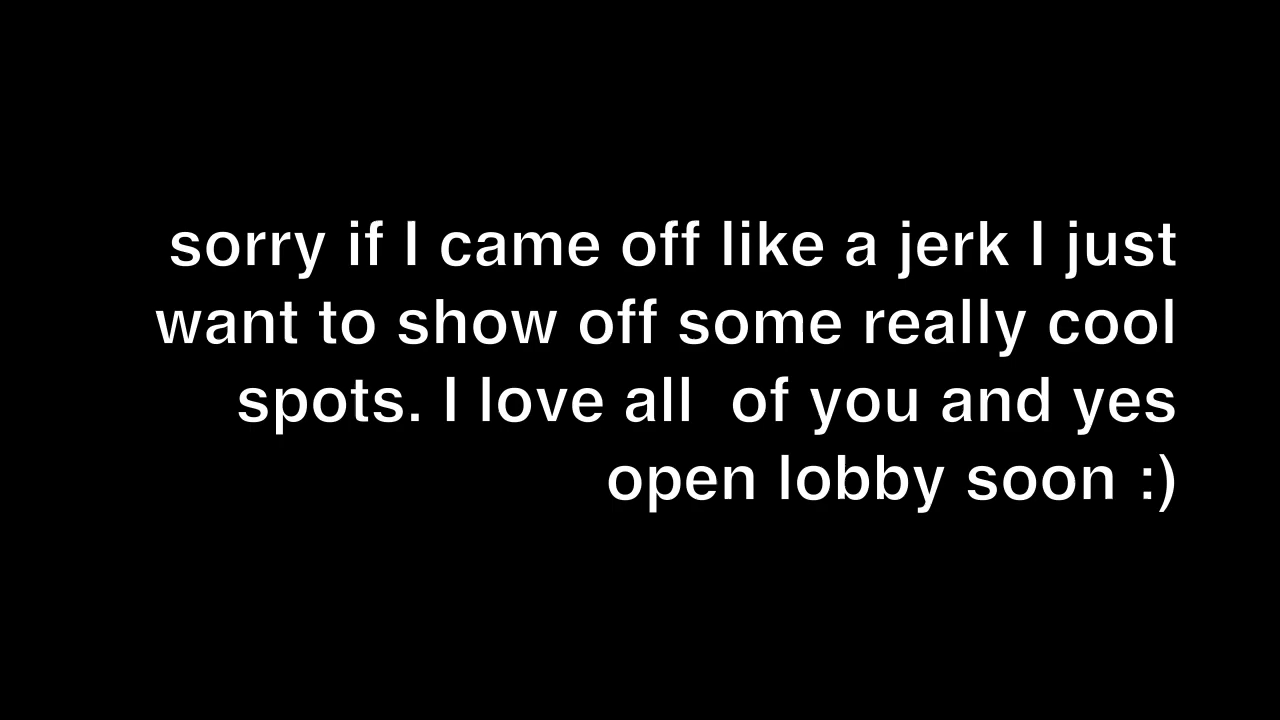 sorry if I came off like a jerk I just
want to show off some really cool
spots. I love all  of you and yes
open lobby soon :)